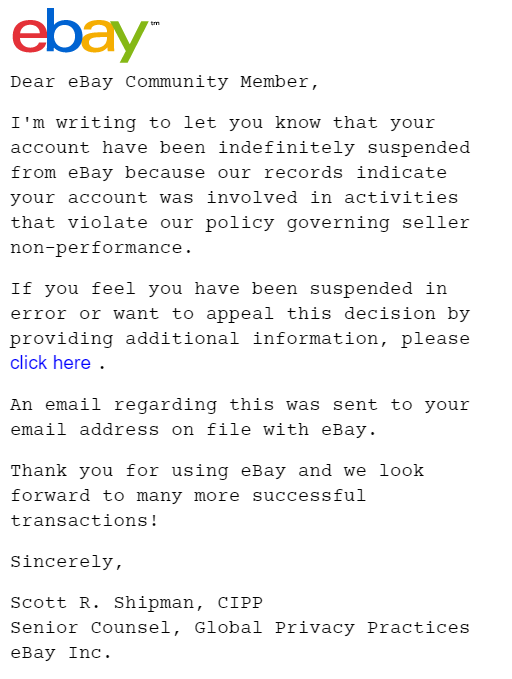 ebay™
Dear eBay Community Member,
I'm writing to let you know that your
account have been indefinitely suspended
from eBay because our records indicate
your account was involved in activities
that violate our policy governing seller
non-performance.
If you feel you have been suspended in
error or want to appeal this decision by
providing additional information, please
click here .
An email regarding this was sent to your
email address on file with eBay.
Thank you for using eBay and we look
forward to many more successful
transactions!
Sincerely,
Scott R. Shipman, CIPP
Senior Counsel, Global Privacy Practices
eBay Inc.